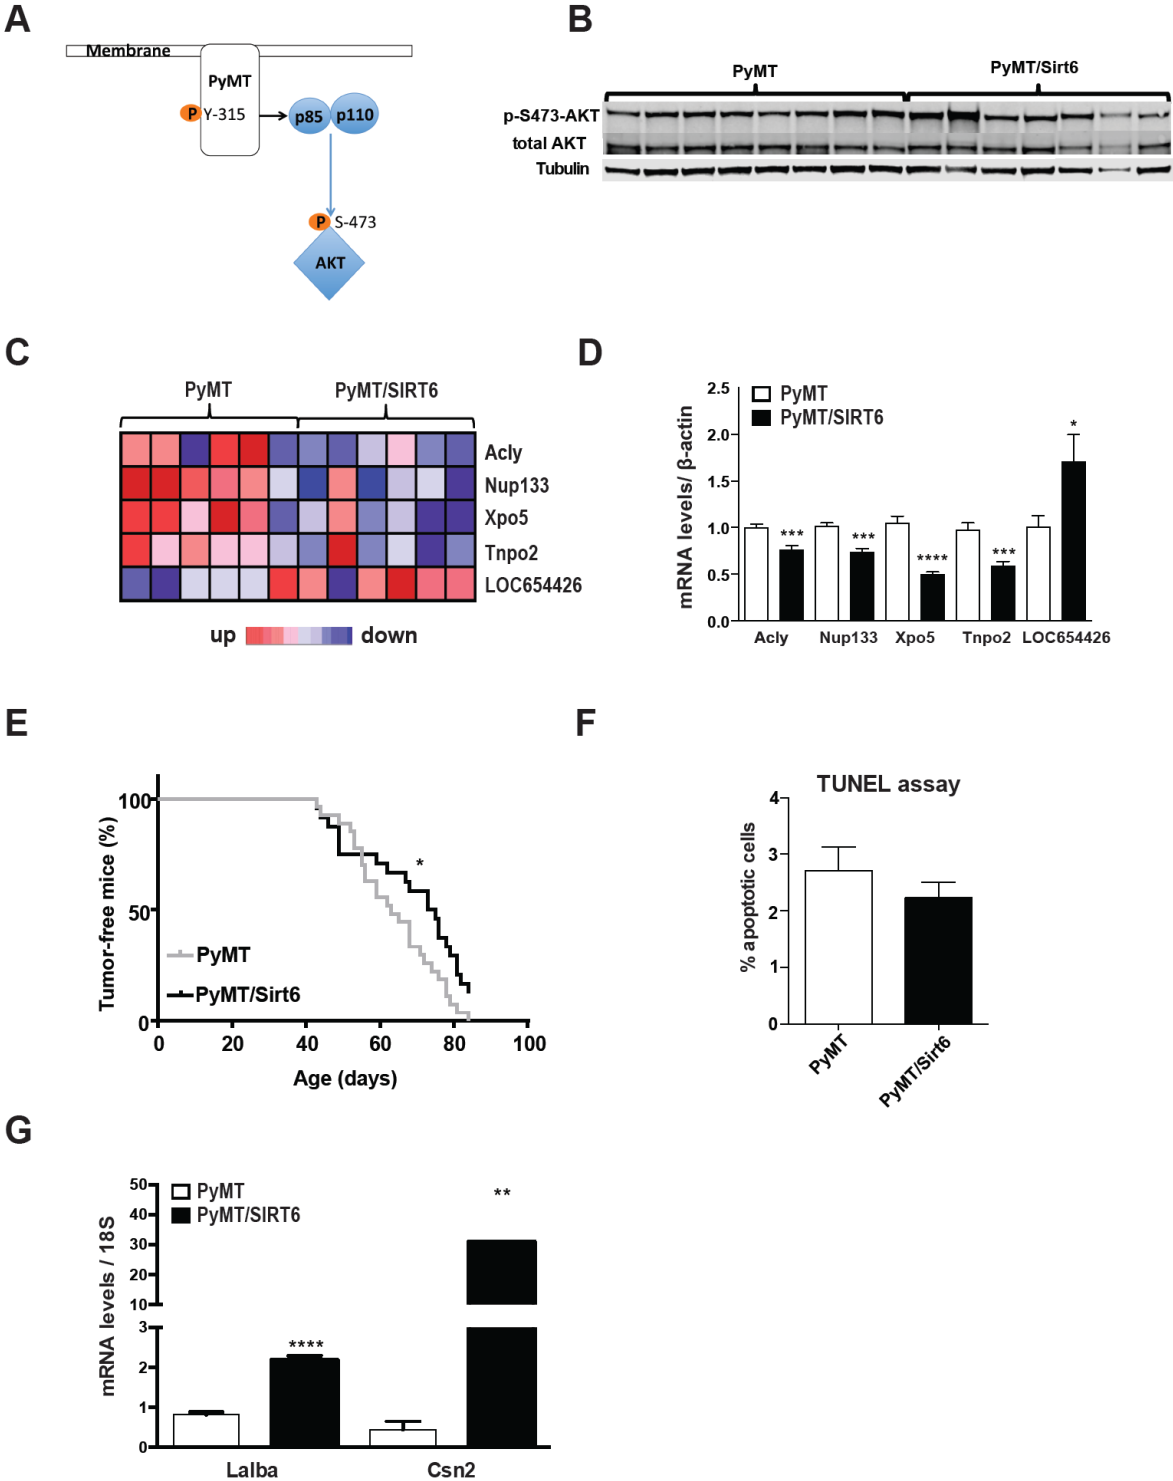 A
Membrane
PyMT
P Y-315
p85 p110
P S-473
AKT
B
PyMT PyMT/Sirt6
p-S473-AKT
total AKT
Tubulin
C
PyMT PyMT/SIRT6
Acly
Nup133
Xpo5
Tnpo2
LOC654426
up down
D
mRNA levels/ β-actin
2.5
2.0
1.5
1.0
0.5
0.0
PyMT
PyMT/SIRT6
*** *** **** *** *
Acly Nup133 Xpo5 Tnpo2 LOC654426
E
Tumor-free mice (%)
100
50
0
*
PyMT
PyMT/Sirt6
0 20 40 60 80 100
Age (days)
F
TUNEL assay
% apoptotic cells
4
3
2
1
0
PyMT
PyMT/Sirt6
G
mRNA levels / 18S
50
40
30
20
10
3
2
1
0
PyMT
PyMT/SIRT6
**** **
Lalba Csn2